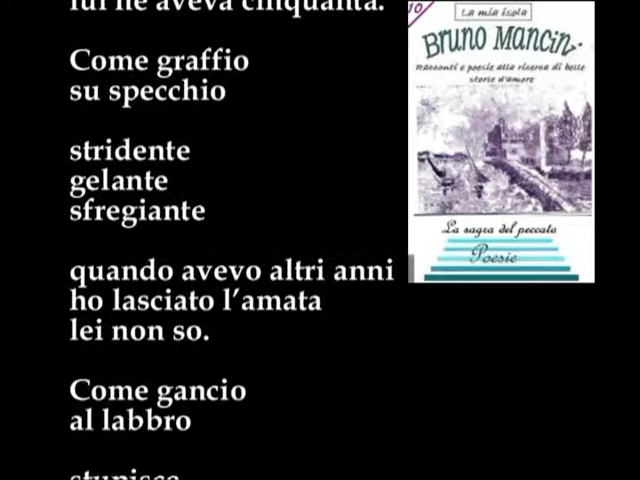 lui ne aveva cinquanta.
Come graffio
su specchio
stridente
gelante
sfregiante
quando avevo altri anni
ho lasciato l’amata
lei non so.
Come gancio
al labbro
stupisce
La mia isola
Bruno Mancini
Racconti e poesie alla ricerca di belle
storie d'amore
La sagra del peccato
Poesie